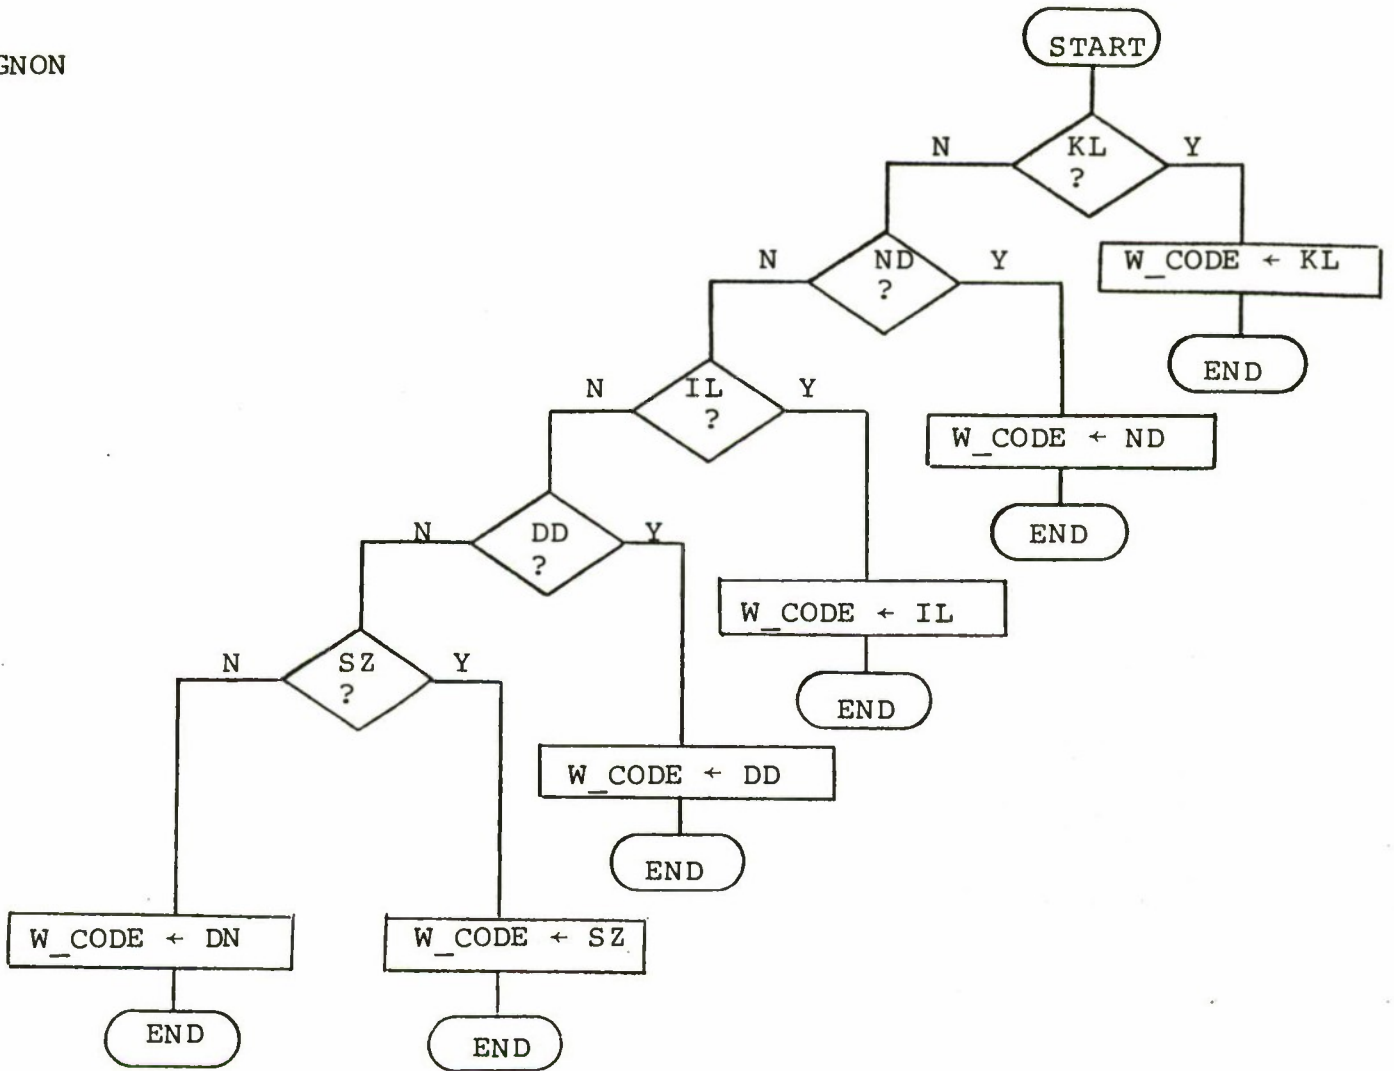 GNON
START
N
KL
?
Y
N
ND
?
Y
W_CODE ← KL
END
N
IL
?
Y
W_CODE ← ND
END
N
DD
?
Y
W_CODE ← IL
END
N
SZ
?
Y
W_CODE ← DD
END
W_CODE ← DN
W_CODE ← SZ
END
END